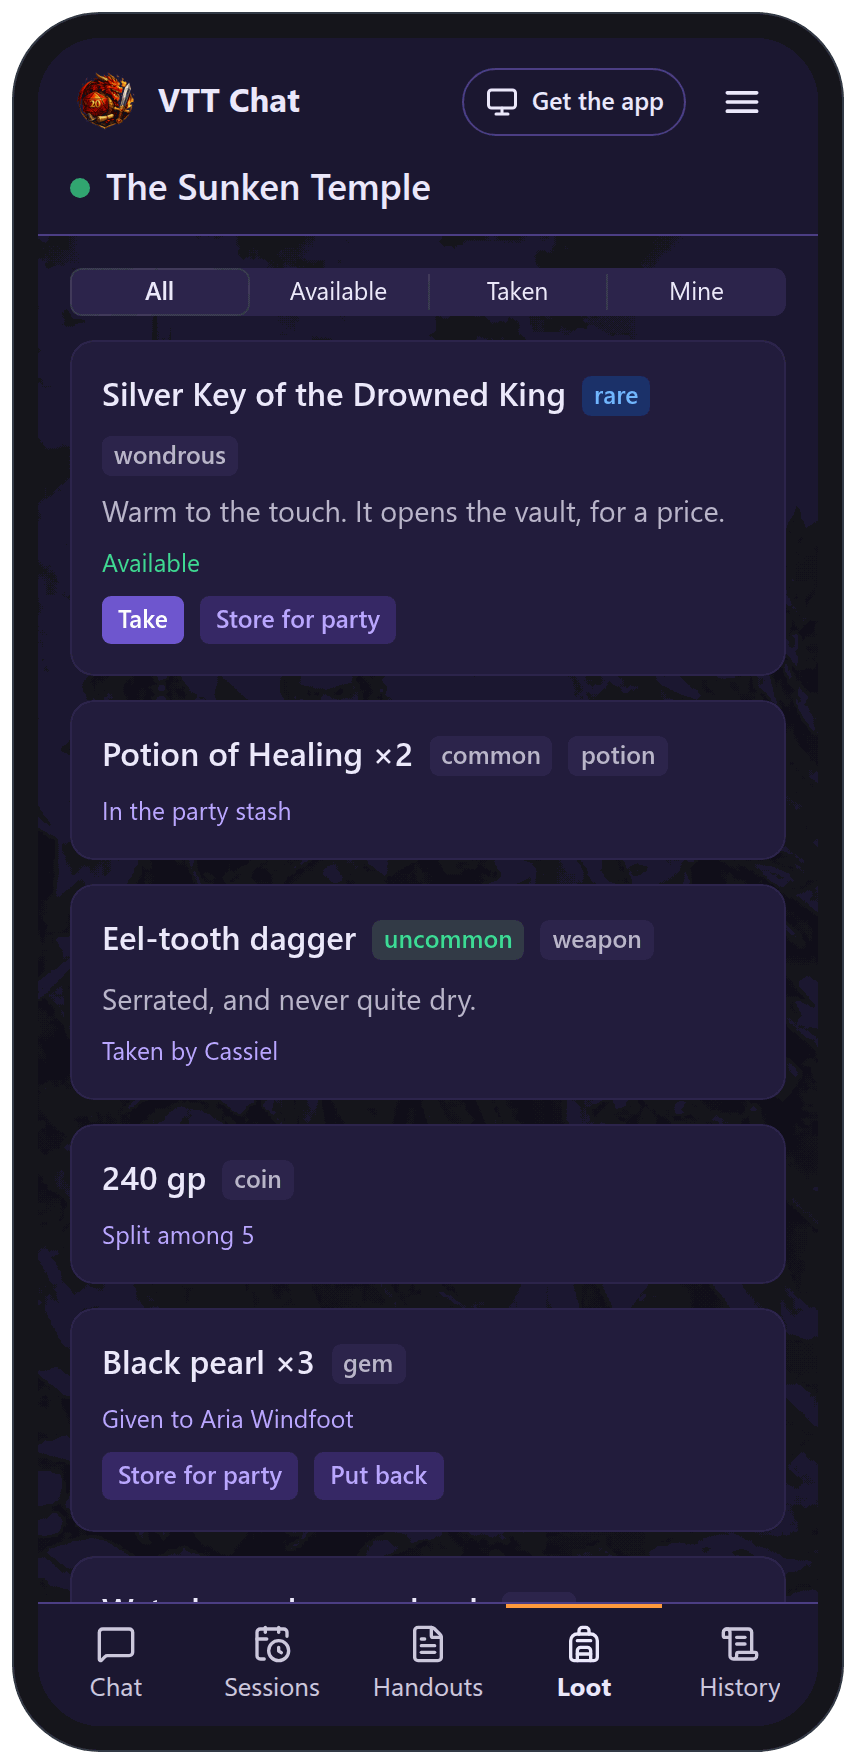 20
VTT Chat
Get the app
The Sunken Temple
All
Available
Taken
Mine
Silver Key of the Drowned King rare
wondrous
Warm to the touch. It opens the vault, for a price.
Available
Take
Store for party
Potion of Healing ×2 common potion
In the party stash
Eel-tooth dagger uncommon weapon
Serrated, and never quite dry.
Taken by Cassiel
240 gp coin
Split among 5
Black pearl ×3 gem
Given to Aria Windfoot
Store for party
Put back
Chat
Sessions
Handouts
Loot
History